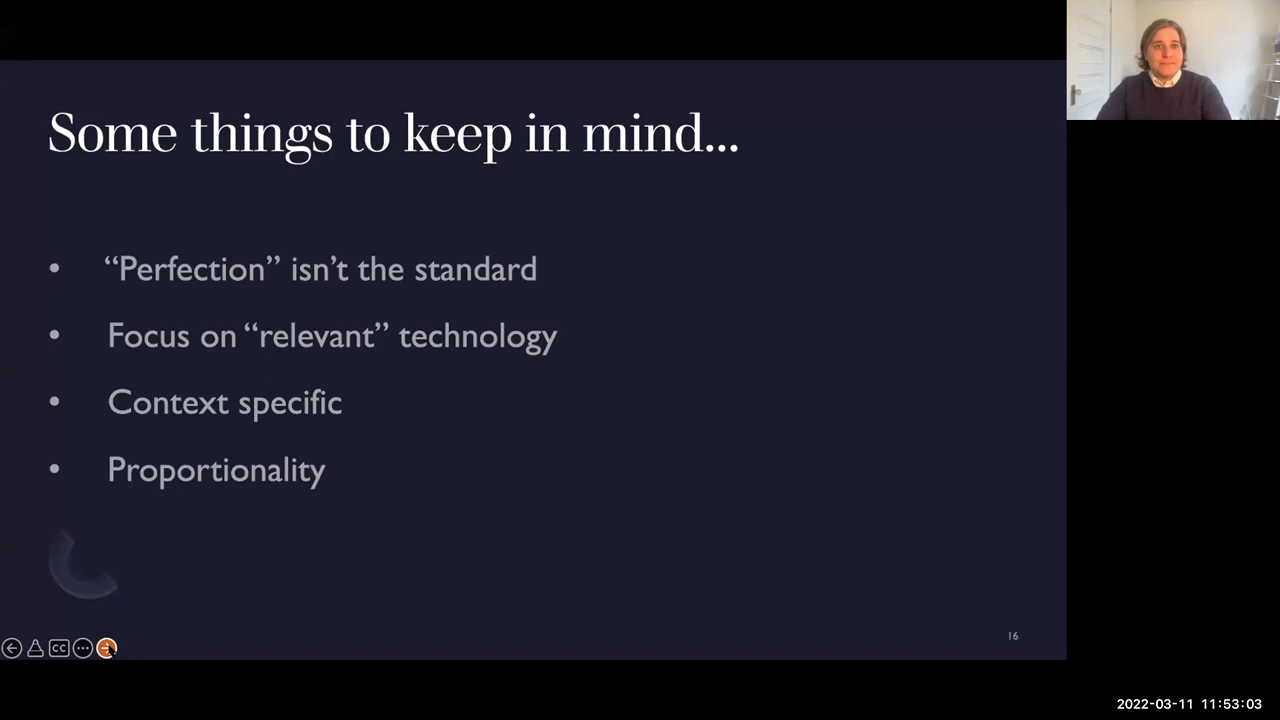 Some things to keep in mind...
• “Perfection” isn’t the standard
• Focus on “relevant” technology
• Context specific
• Proportionality
16
CC
2022-03-11 11:53:03